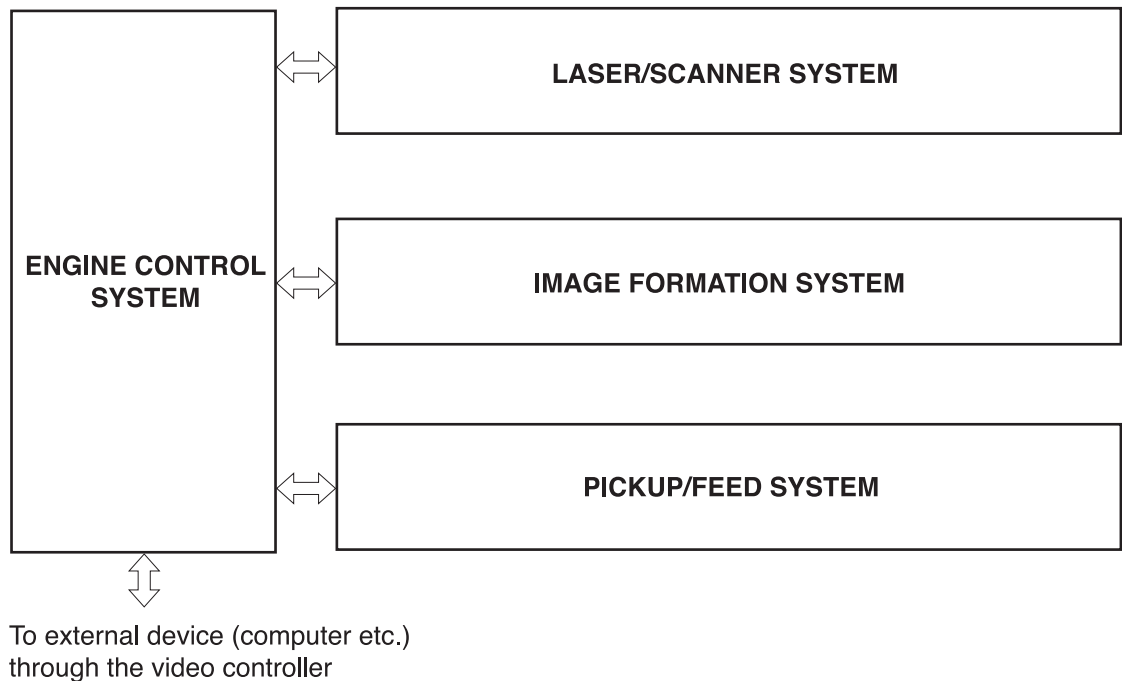 LASER/SCANNER SYSTEM
ENGINE CONTROL
SYSTEM
IMAGE FORMATION SYSTEM
PICKUP/FEED SYSTEM
To external device (computer etc.)
through the video controller